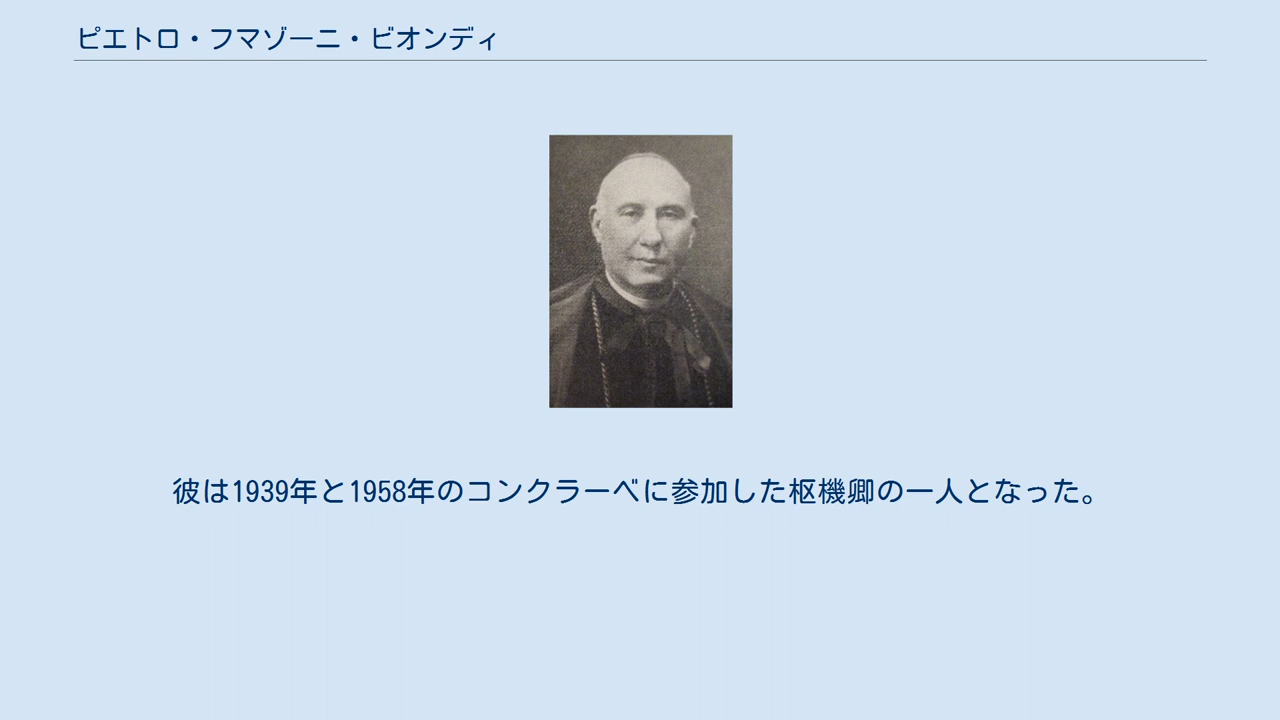 ピエトロ・フマゾーニ・ビオンディ
彼は1939年と1958年のコンクラーベに参加した枢機卿の一人となった。